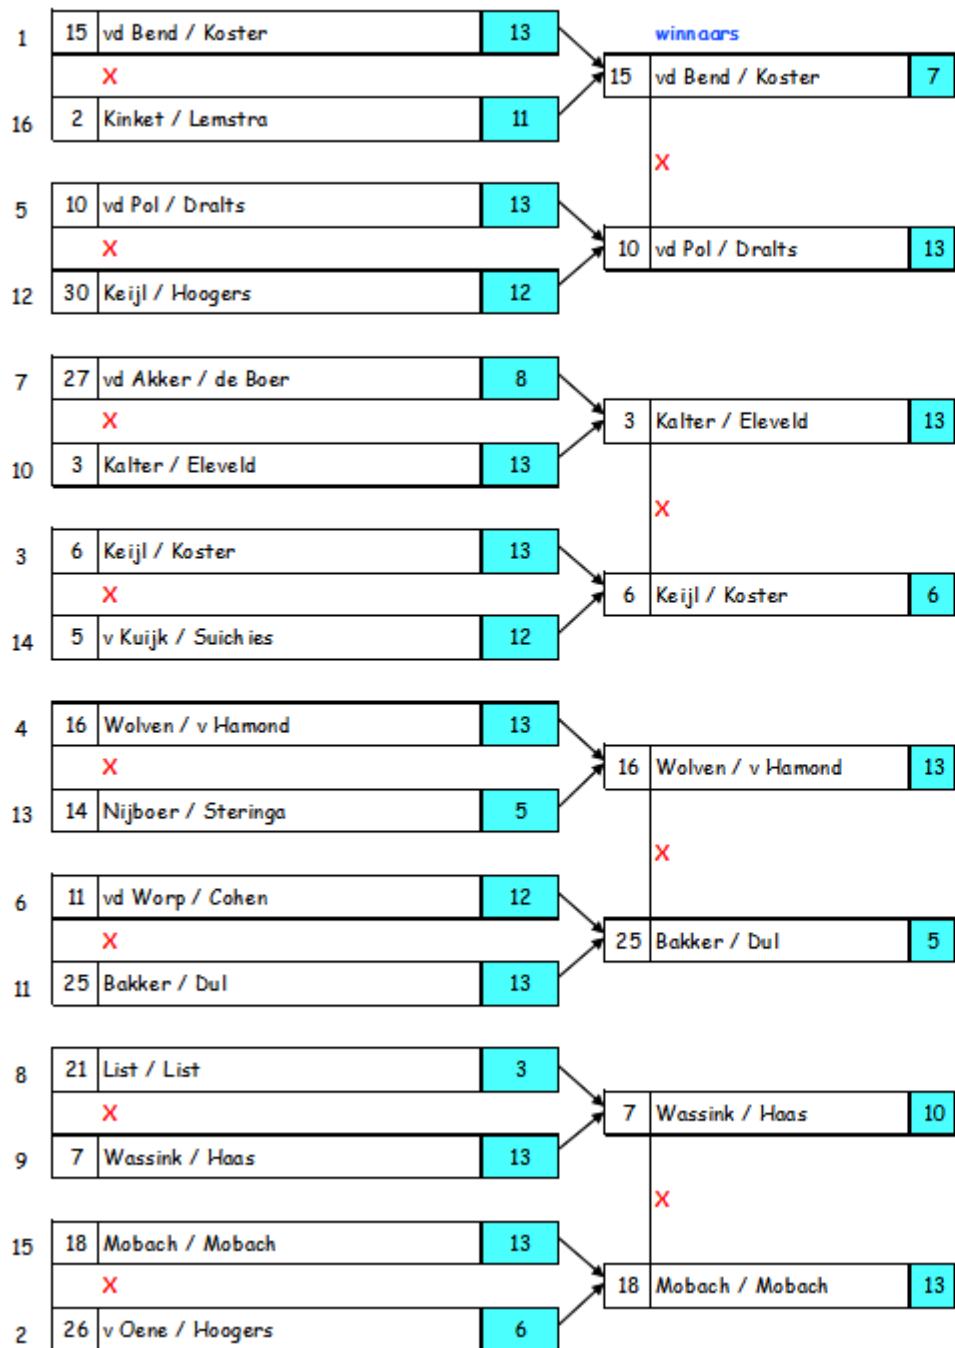 1 15 vd Bend / Koster 13 winnaars
X 15 vd Bend / Koster 7
16 2 Kinket / Lemstra 11
X
5 10 vd Pol / Dralts 13
X 10 vd Pol / Dralts 13
12 30 Keijl / Hoogers 12
7 27 vd Akker / de Boer 8
X 3 Kalter / Eleveld 13
10 3 Kalter / Eleveld 13
X
3 6 Keijl / Koster 13
X 6 Keijl / Koster 6
14 5 v Kuijk / Suichies 12
4 16 Wolven / v Hamond 13
X 16 Wolven / v Hamond 13
13 14 Nijboer / Steringa 5
X
6 11 vd Worp / Cohen 12
X 25 Bakker / Dul 5
11 25 Bakker / Dul 13
8 21 List / List 3
X 7 Wassink / Haas 10
9 7 Wassink / Haas 13
X
15 18 Mobach / Mobach 13
X 18 Mobach / Mobach 13
2 26 v Oene / Hoogers 6